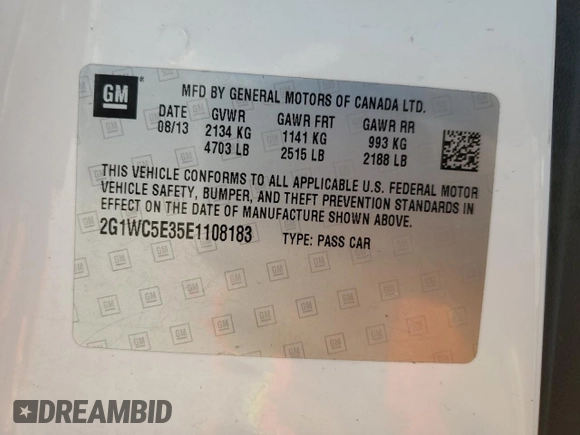 GM
MFD BY GENERAL MOTORS OF CANADA LTD.
DATE GVWR GAWR FRT GAWR RR
08/13 2134 KG 1141 KG 993 KG
4703 LB 2515 LB 2188 LB
THIS VEHICLE CONFORMS TO ALL APPLICABLE U.S. FEDERAL MOTOR
VEHICLE SAFETY, BUMPER, AND THEFT PREVENTION STANDARDS IN
EFFECT ON THE DATE OF MANUFACTURE SHOWN ABOVE.
2G1WC5E35E1108183 TYPE: PASS CAR
DREAMBID